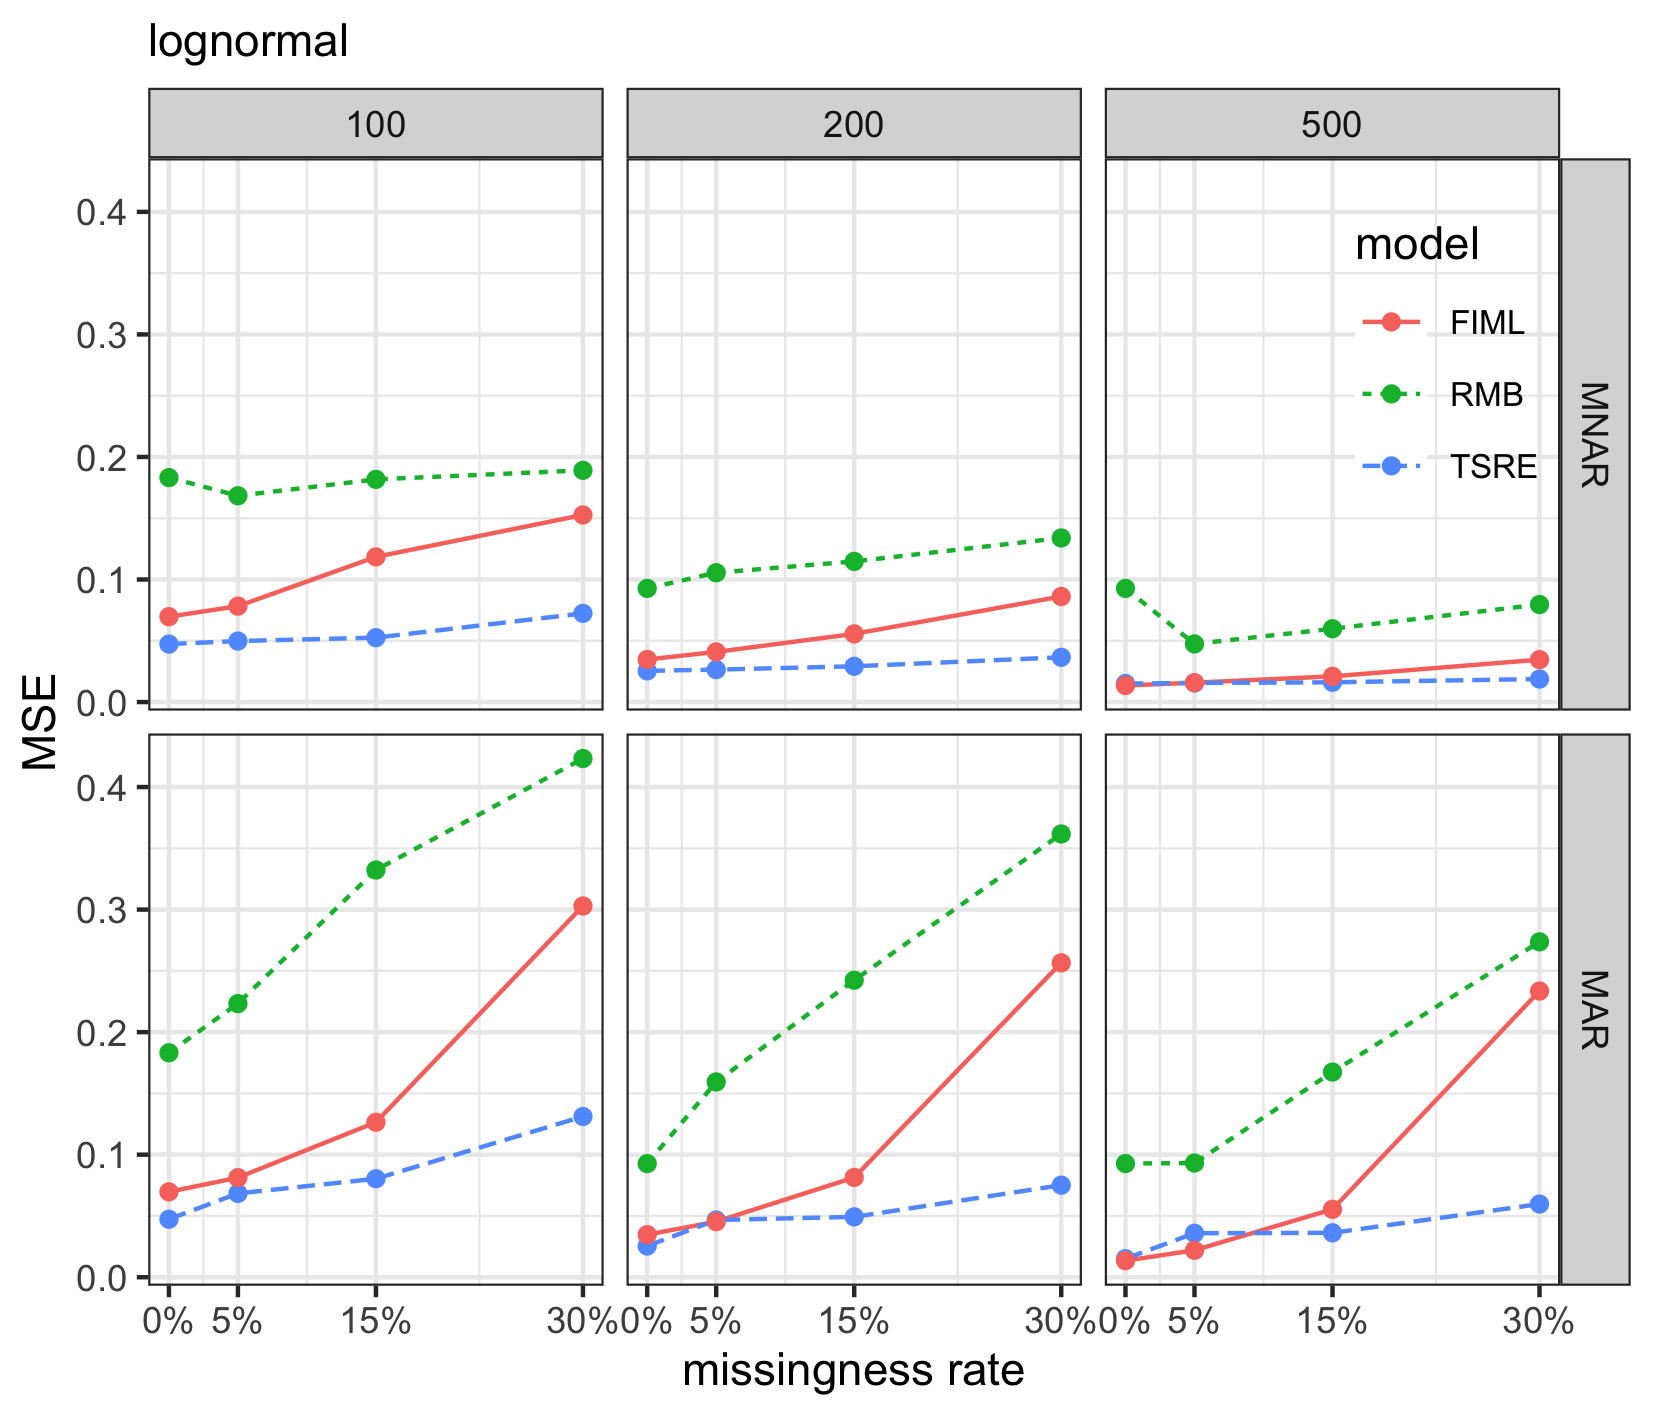 lognormal
100 200 500
0.4
0.3
0.2
0.1
0.0
model
FIML
RMB
TSRE
MNAR
MSE
0.4
0.3
0.2
0.1
0.0
MAR
0% 5% 15% 30% 0% 5% 15% 30% 0% 5% 15% 30%
missingness rate